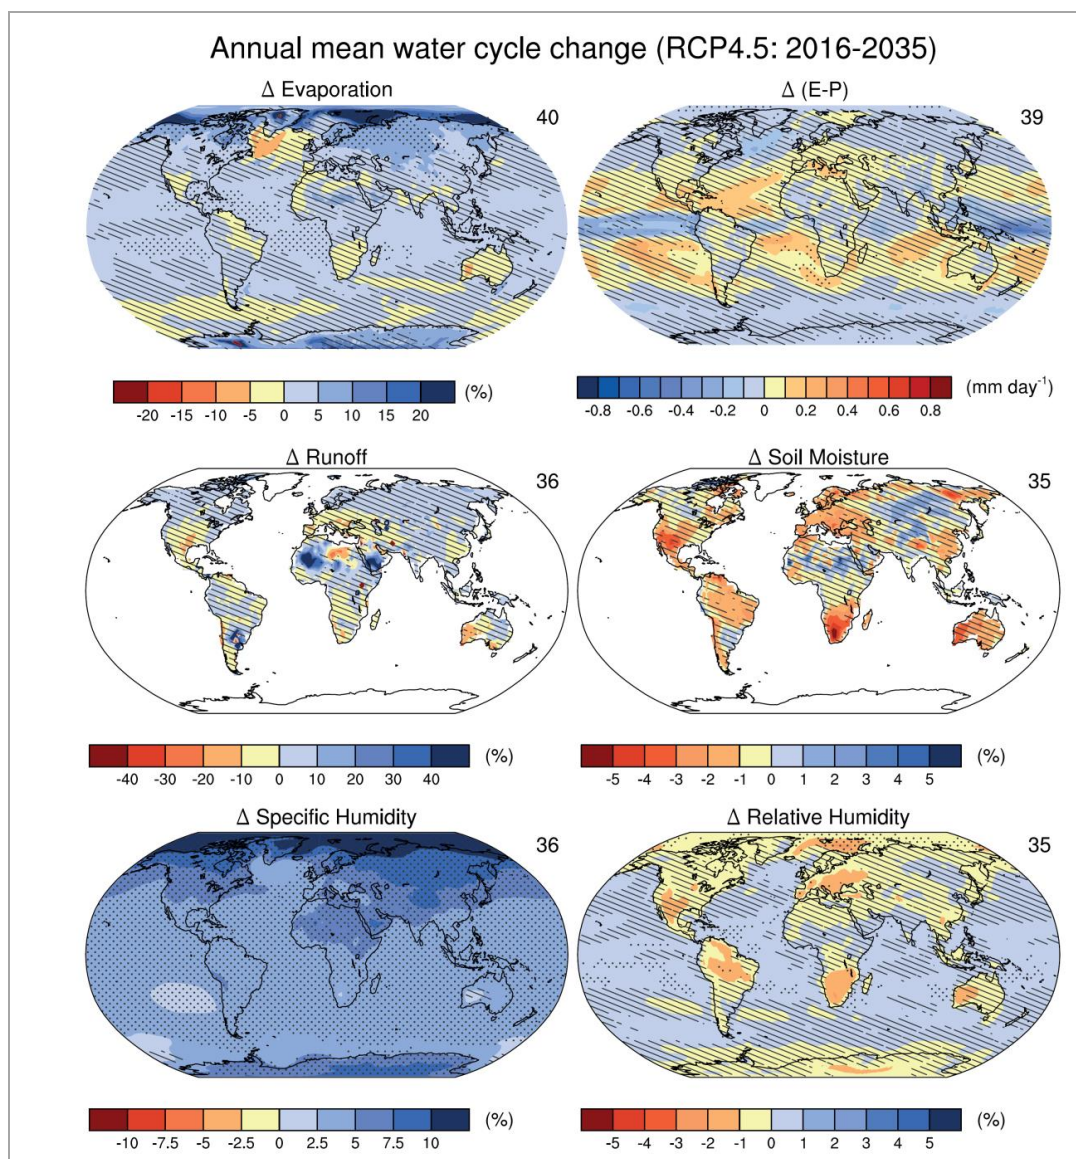 Annual mean water cycle change (RCP4.5: 2016-2035)
Δ Evaporation
40
-20 -15 -10 -5 0 5 10 15 20
(%)
Δ (E-P)
39
-0.8 -0.6 -0.4 -0.2 0 0.2 0.4 0.6 0.8
(mm day⁻¹)
Δ Runoff
36
-40 -30 -20 -10 0 10 20 30 40
(%)
Δ Soil Moisture
35
-5 -4 -3 -2 -1 0 1 2 3 4 5
(%)
Δ Specific Humidity
36
-10 -7.5 -5 -2.5 0 2.5 5 7.5 10
(%)
Δ Relative Humidity
35
-5 -4 -3 -2 -1 0 1 2 3 4 5
(%)